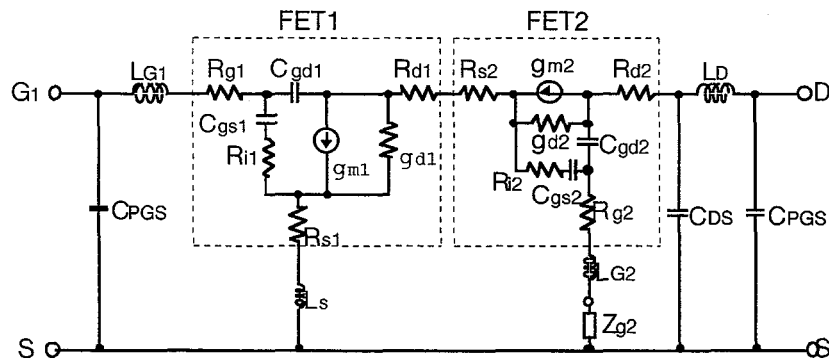 FET1 FET2
LG1 Rg1 Cgd1 Rd1 Rs2 gm2 Rd2 LD
G1 D
Cgs1 gd2 Cgd2
Ri1 gm1 gd1 Ri2
Cgs2 Rg2
CPGS Rs1 CDS CPGS
LG2
Ls
Zg2
S S